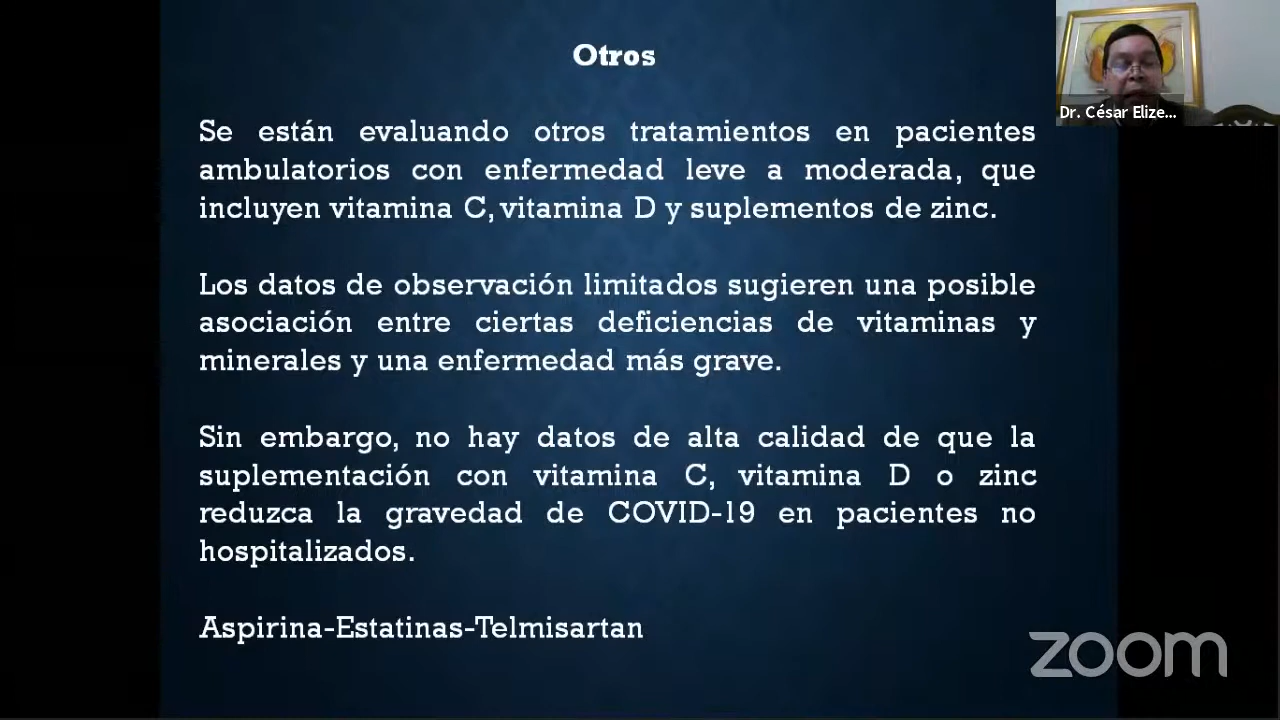 Otros
Dr. César Elize...
Se están evaluando otros tratamientos en pacientes
ambulatorios con enfermedad leve a moderada, que
incluyen vitamina C, vitamina D y suplementos de zinc.
Los datos de observación limitados sugieren una posible
asociación entre ciertas deficiencias de vitaminas y
minerales y una enfermedad más grave.
Sin embargo, no hay datos de alta calidad de que la
suplementación con vitamina C, vitamina D o zinc
reduzca la gravedad de COVID-19 en pacientes no
hospitalizados.
Aspirina-Estatinas-Telmisartan
zoom